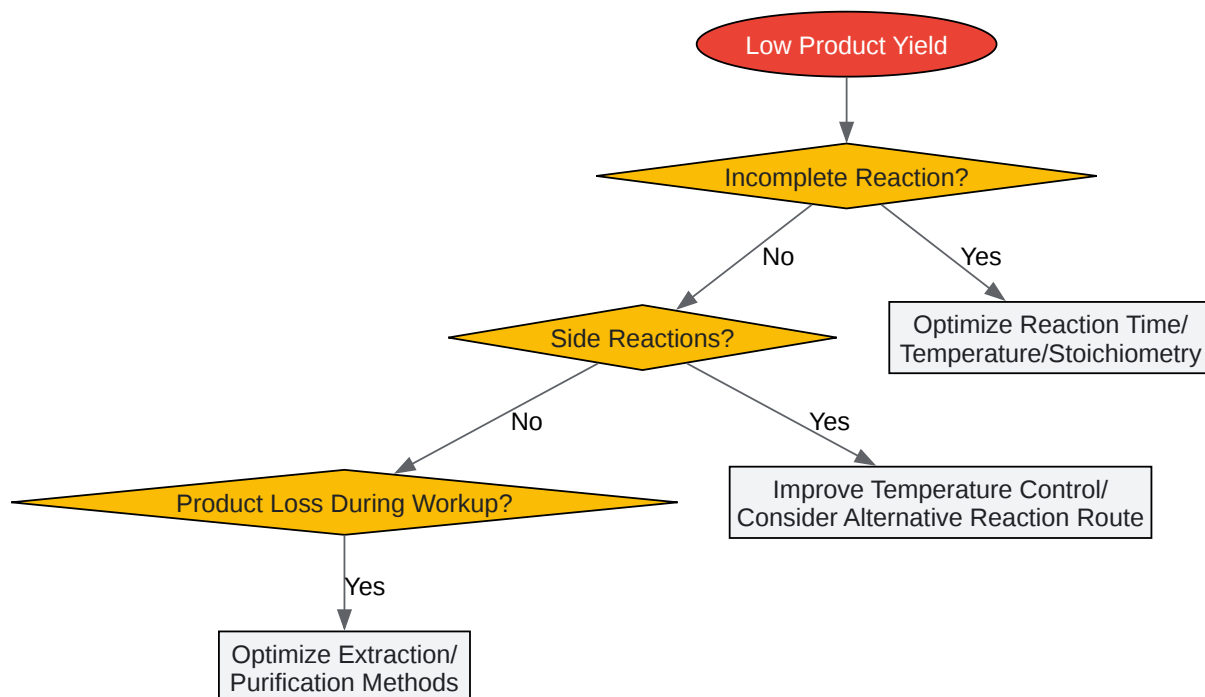 Low Product Yield
Incomplete Reaction?
No
Yes
Side Reactions?
Optimize Reaction Time/
Temperature/Stoichiometry
No
Yes
Product Loss During Workup?
Improve Temperature Control/
Consider Alternative Reaction Route
Yes
Optimize Extraction/
Purification Methods